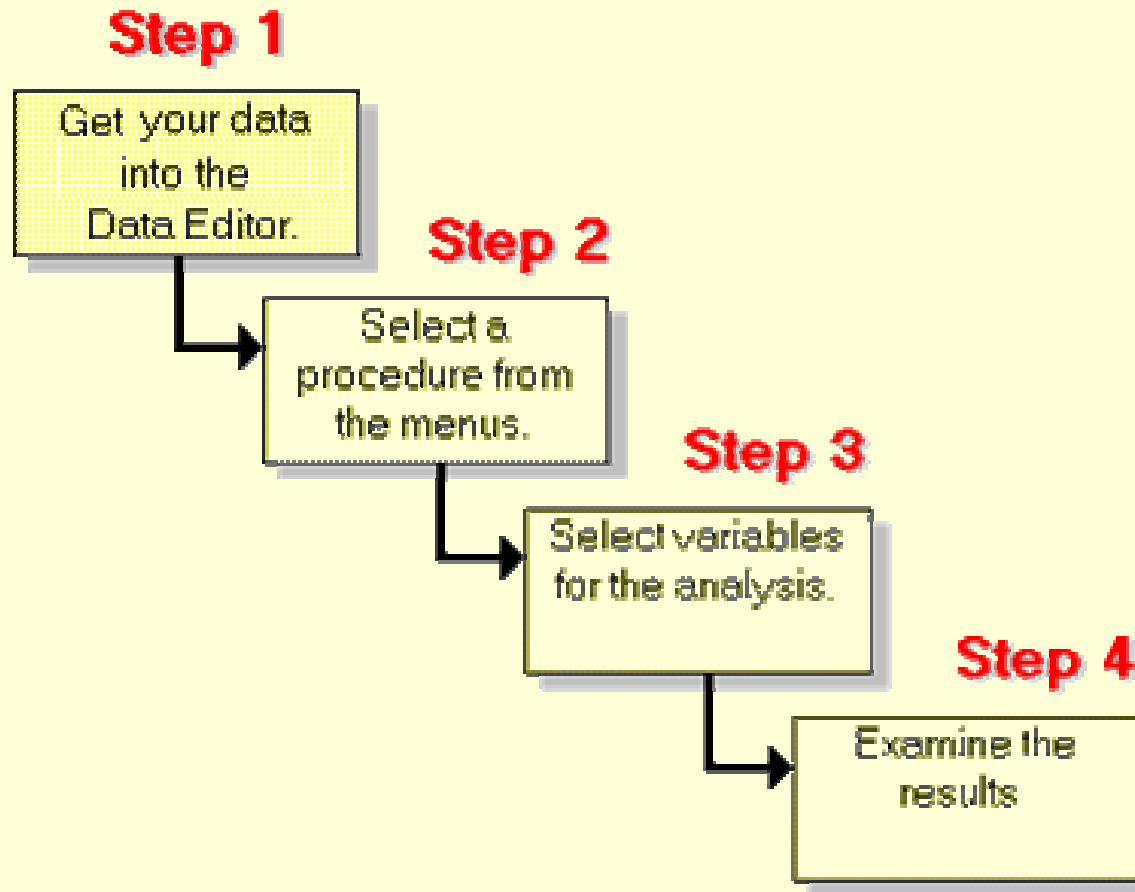 Step 1
Get your data
into the
Data Editor.
Step 2
Select a
procedure from
the menus.
Step 3
Select variables
for the analysis.
Step 4
Examine the
results